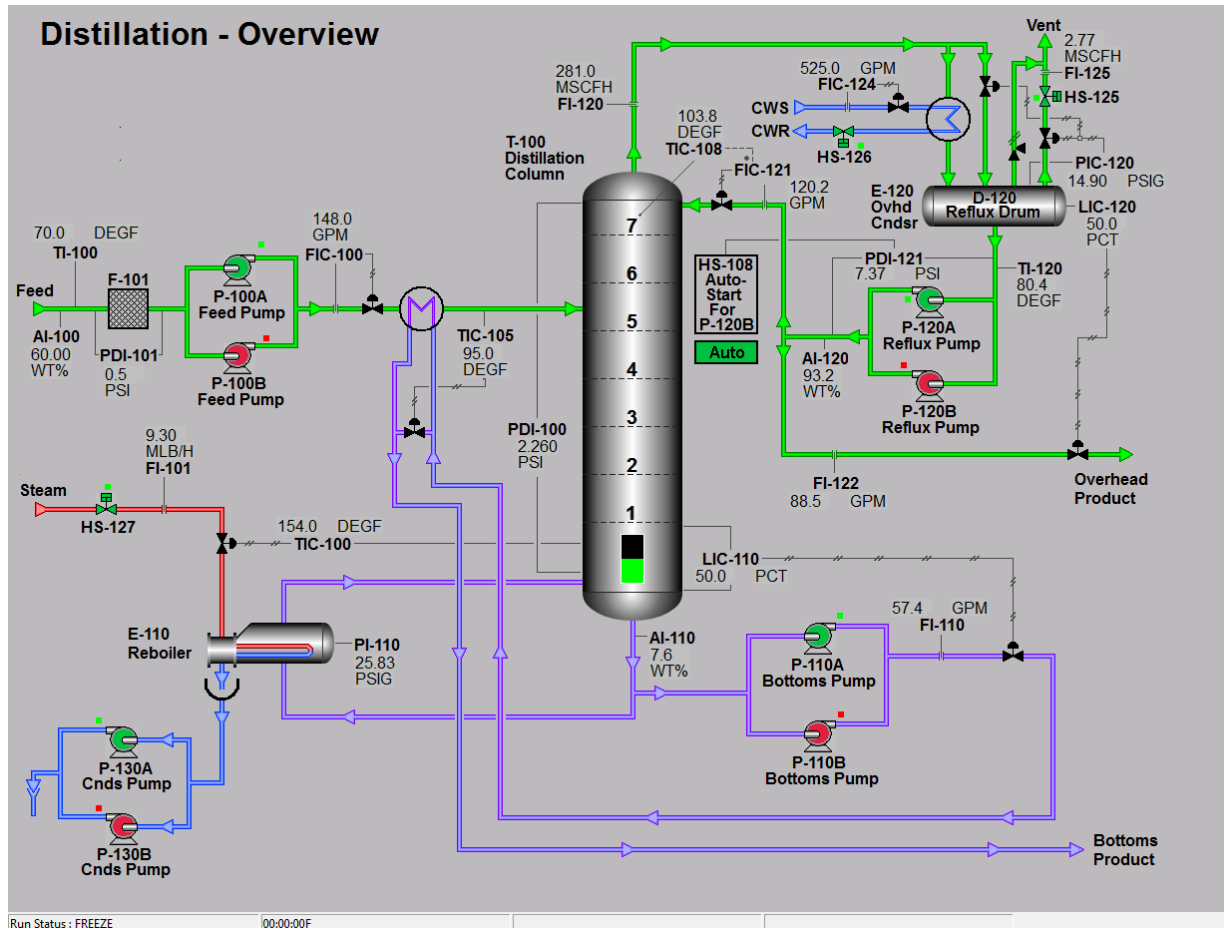 Distillation - Overview
Vent
2.77
MSCFH
FI-125
HS-125
281.0
MSCFH
FI-120
525.0 GPM
FIC-124
CWS
CWR
HS-126
103.8
DEGF
TIC-108
T-100
Distillation
Column
FIC-121
120.2
GPM
PIC-120
14.90 PSIG
E-120
Ovhd
Cndsr
D-120
Reflux Drum
LIC-120
50.0
PCT
70.0 DEGF
TI-100
148.0
GPM
FIC-100
F-101
Feed
P-100A
Feed Pump
AI-100
60.00
WT%
PDI-101
0.5
PSI
P-100B
Feed Pump
TIC-105
95.0
DEGF
7
6
5
4
3
2
1
HS-108
Auto-
Start
For
P-120B
Auto
PDI-121
7.37 PSI
TI-120
80.4
DEGF
P-120A
Reflux Pump
AI-120
93.2
WT%
P-120B
Reflux Pump
PDI-100
2.260
PSI
9.30
MLB/H
FI-101
Steam
HS-127
FI-122
88.5 GPM
Overhead
Product
154.0 DEGF
TIC-100
LIC-110
50.0 PCT
57.4 GPM
FI-110
E-110
Reboiler
PI-110
25.83
PSIG
AI-110
7.6
WT%
P-110A
Bottoms Pump
P-110B
Bottoms Pump
P-130A
Cnds Pump
P-130B
Cnds Pump
Bottoms
Product
Run Status : FREEZE
00:00:00F